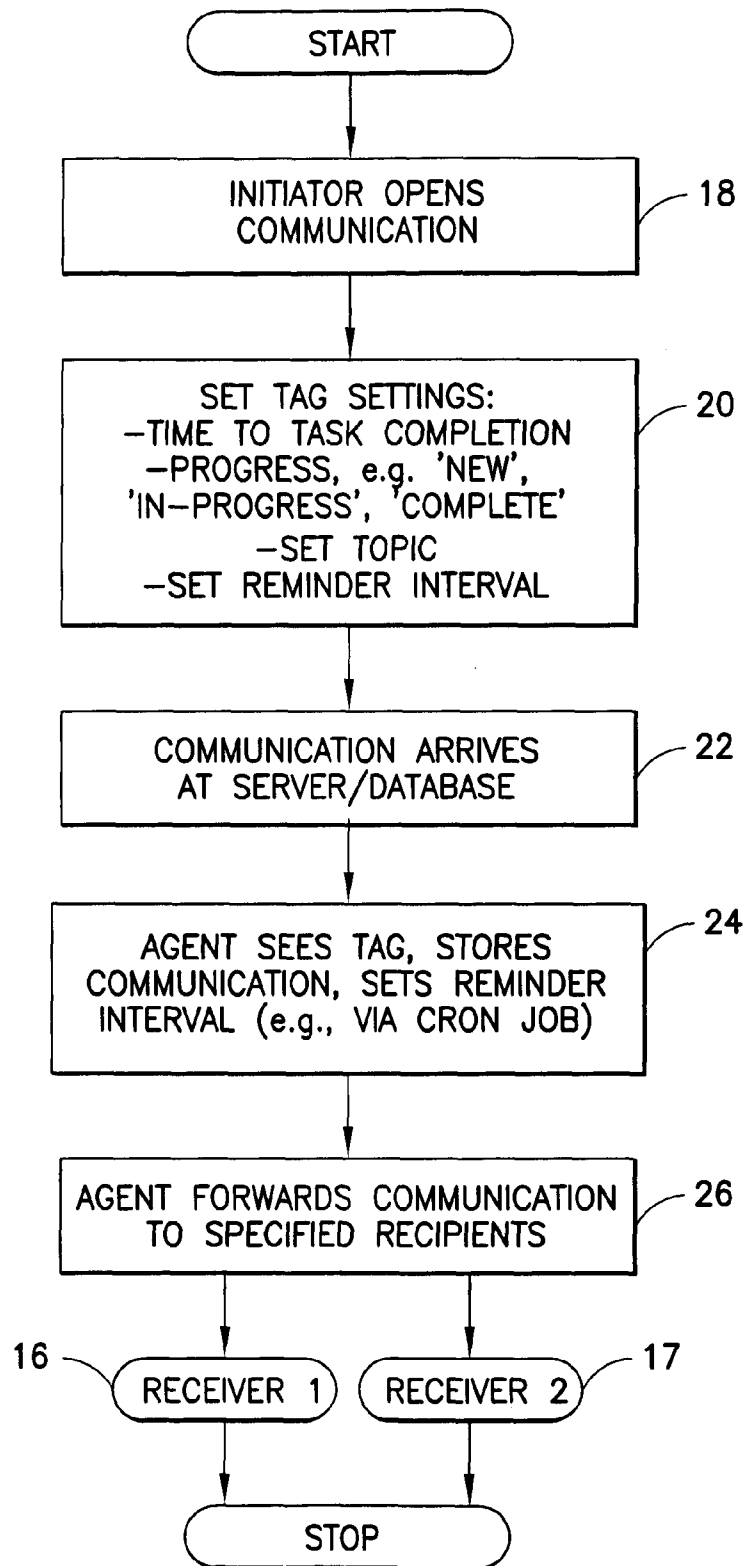 START
INITIATOR OPENS
COMMUNICATION
18
SET TAG SETTINGS:
–TIME TO TASK COMPLETION
–PROGRESS, e.g. 'NEW',
'IN–PROGRESS', 'COMPLETE'
–SET TOPIC
–SET REMINDER INTERVAL
20
COMMUNICATION ARRIVES
AT SERVER/DATABASE
22
AGENT SEES TAG, STORES
COMMUNICATION, SETS REMINDER
INTERVAL (e.g., VIA CRON JOB)
24
AGENT FORWARDS COMMUNICATION
TO SPECIFIED RECIPIENTS
26
16
RECEIVER 1
RECEIVER 2
17
STOP